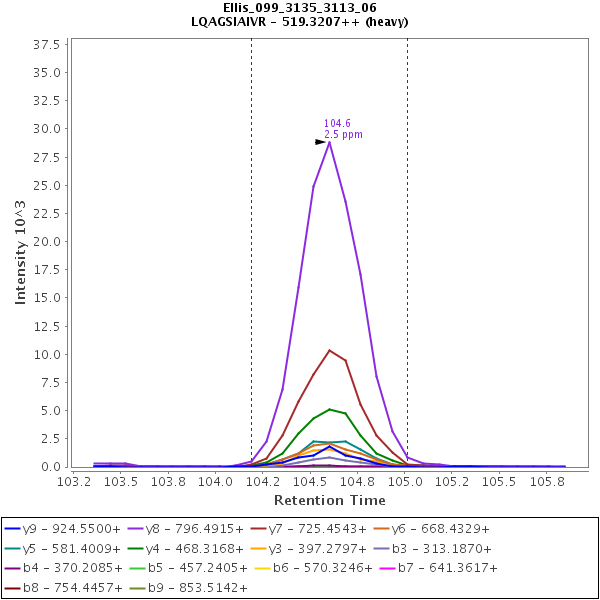 Ellis_099_3135_3113_06
LQAGSIAIVR - 519.3207++ (heavy)
37.5
35.0
32.5
30.0
27.5
25.0
22.5
20.0
17.5
15.0
12.5
10.0
7.5
5.0
2.5
0.0
Intensity 10^3
104.6
2.5 ppm
103.2 103.5 103.8 104.0 104.2 104.5 104.8 105.0 105.2 105.5 105.8
Retention Time
y9 - 924.5500+ y8 - 796.4915+ y7 - 725.4543+ y6 - 668.4329+
y5 - 581.4009+ y4 - 468.3168+ y3 - 397.2797+ b3 - 313.1870+
b4 - 370.2085+ b5 - 457.2405+ b6 - 570.3246+ b7 - 641.3617+
b8 - 754.4457+ b9 - 853.5142+